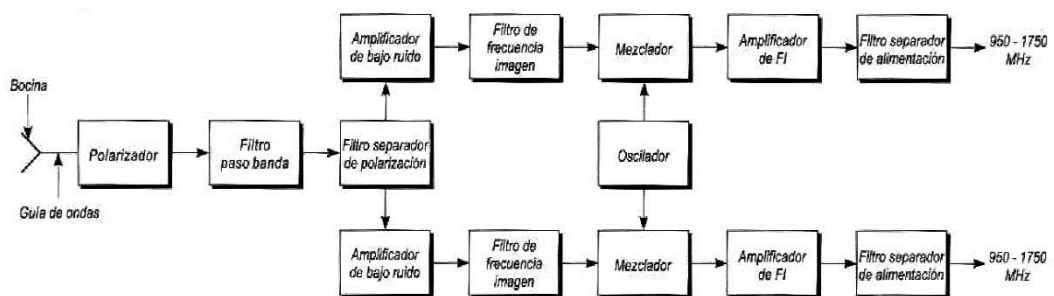 Amplificador
de bajo ruido
Filtro de
frecuencia
imagen
Mezclador
Amplificador
de FI
Filtro separador
de alimentación
950 - 1750
MHz
Bocina
Polarizador
Filtro
paso banda
Filtro separador
de polarización
Oscilador
Guía de ondas
Amplificador
de bajo ruido
Filtro de
frecuencia
imagen
Mezclador
Amplificador
de FI
Filtro separador
de alimentación
950 - 1750
MHz